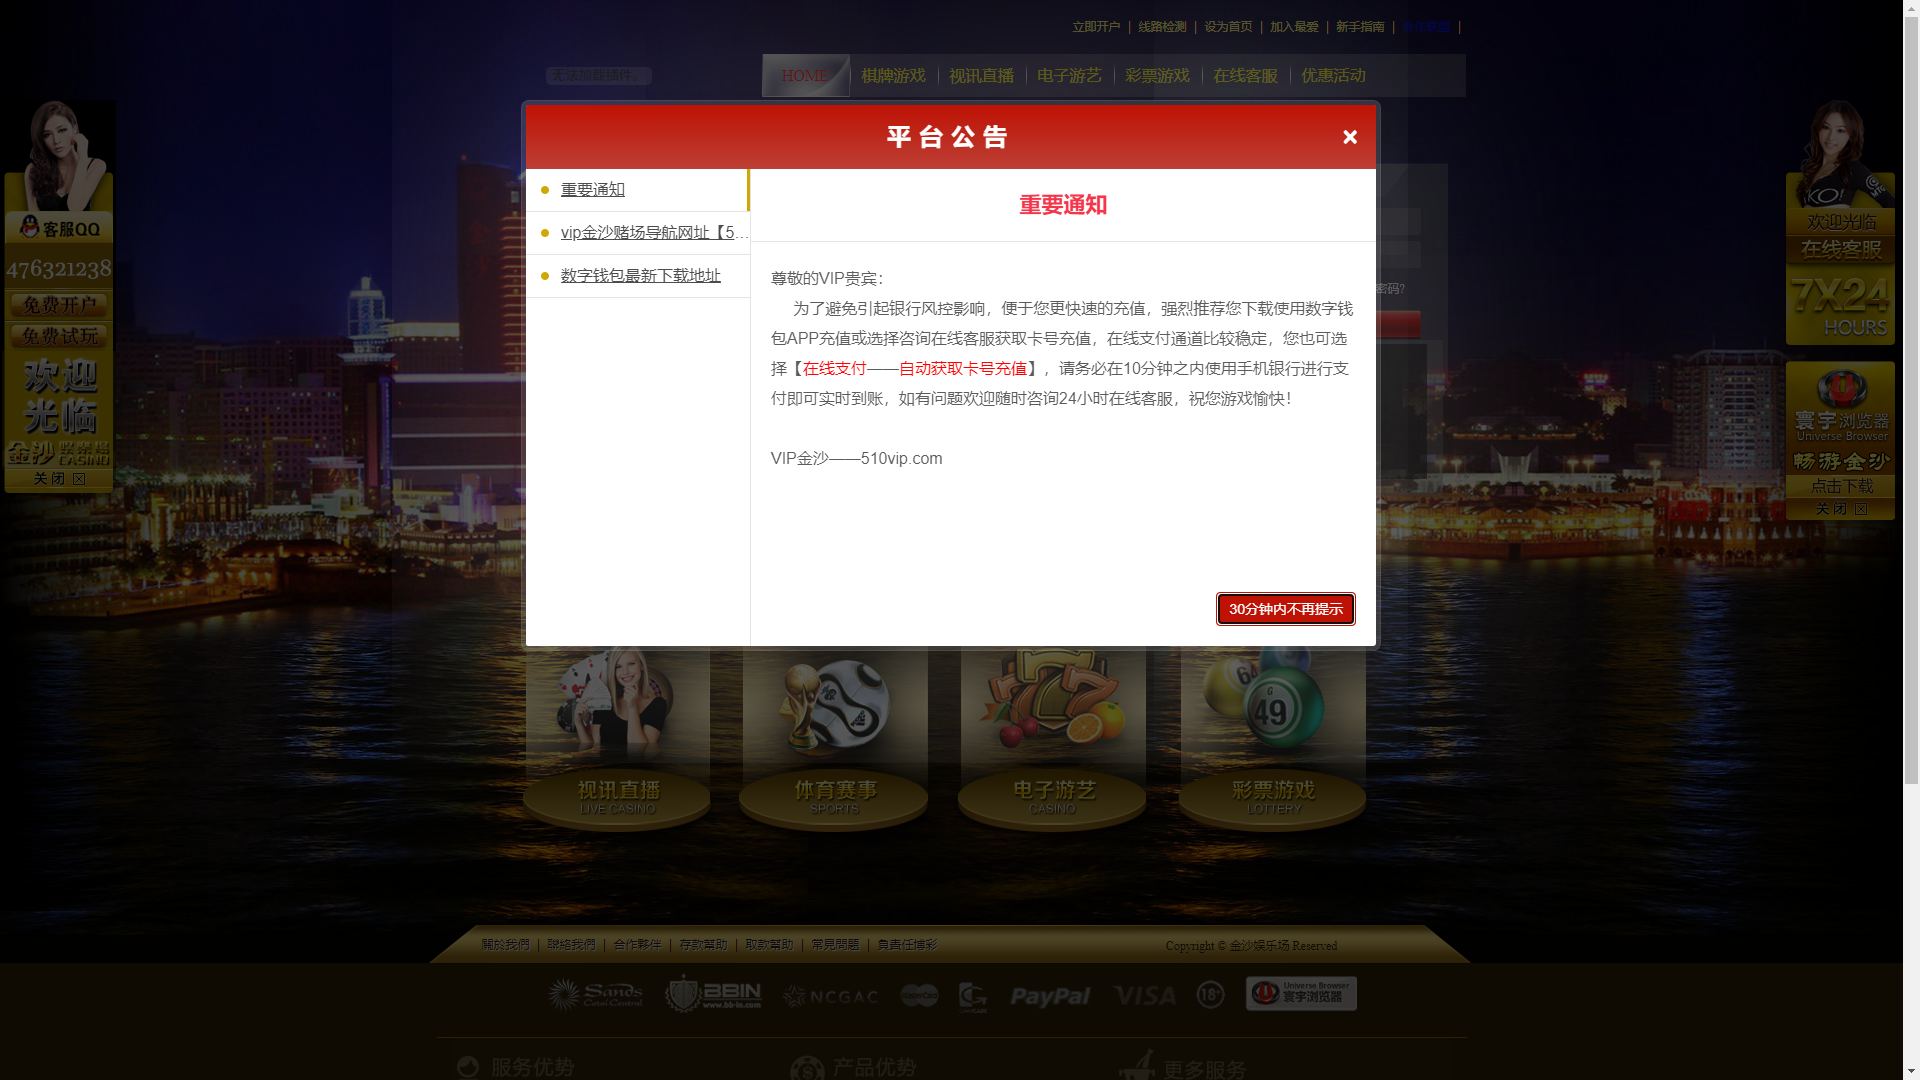 立即开户 | 线路检测 | 设为首页 | 加入最爱 | 新手指南 | 合作联盟 |
无法加载插件。
HOME 棋牌游戏 视讯直播 电子游艺 彩票游戏 在线客服 优惠活动
平台公告 ×
重要通知
vip金沙赌场导航网址【5...
数字钱包最新下载地址
重要通知
尊敬的VIP贵宾：
为了避免引起银行风控影响，便于您更快速的充值，强烈推荐您下载使用数字钱
包APP充值或选择咨询在线客服获取卡号充值，在线支付通道比较稳定，您也可选
择【在线支付——自动获取卡号充值】，请务必在10分钟之内使用手机银行进行支
付即可实时到账，如有问题欢迎随时咨询24小时在线客服，祝您游戏愉快！
VIP金沙——510vip.com
30分钟内不再提示
客服QQ
476321238
免费开户
免费试玩
欢迎
光临
金沙娱乐场
CASINO
关闭
KO!
欢迎光临
在线客服
7X24
HOURS
密码?
寰宇浏览器
Universe Browser
畅游金沙
点击下载
关闭
64
G
49
777
视讯直播
LIVE CASINO
体育赛事
SPORTS
电子游艺
CASINO
彩票游戏
LOTTERY
關於我們 | 聯絡我們 | 合作夥伴 | 存款幫助 | 取款幫助 | 常見問題 | 負責任博彩
Copyright © 金沙娱乐场 Reserved
Sands
Cotai Central
BBIN
www.bb-in.com
NCGAC
MasterCard
PayPal
VISA
18+
Universe Browser
寰宇浏览器
服务优势
产品优势
更多服务